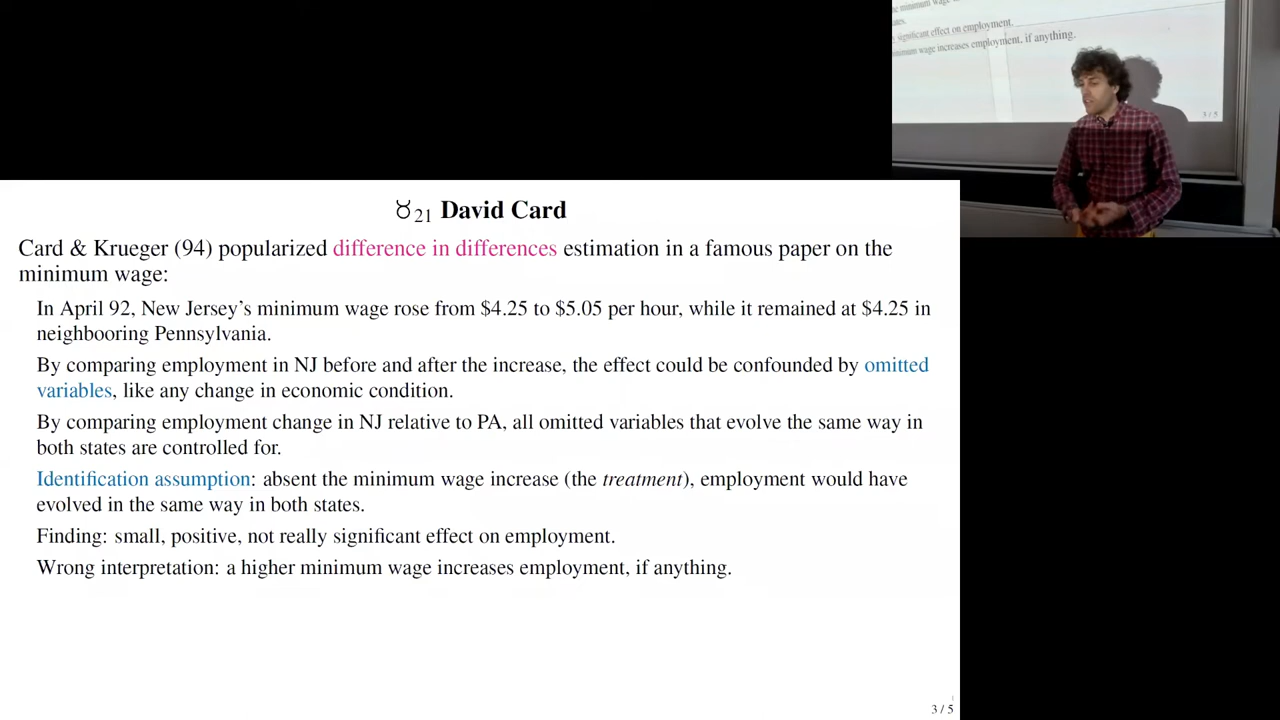 e minimum wage
ates.
significant effect on employment.
nimum wage increases employment, if anything.
3 / 5
♉21 David Card
Card & Krueger (94) popularized difference in differences estimation in a famous paper on the
minimum wage:
In April 92, New Jersey's minimum wage rose from $4.25 to $5.05 per hour, while it remained at $4.25 in
neighbooring Pennsylvania.
By comparing employment in NJ before and after the increase, the effect could be confounded by omitted
variables, like any change in economic condition.
By comparing employment change in NJ relative to PA, all omitted variables that evolve the same way in
both states are controlled for.
Identification assumption: absent the minimum wage increase (the treatment), employment would have
evolved in the same way in both states.
Finding: small, positive, not really significant effect on employment.
Wrong interpretation: a higher minimum wage increases employment, if anything.
3 / 5